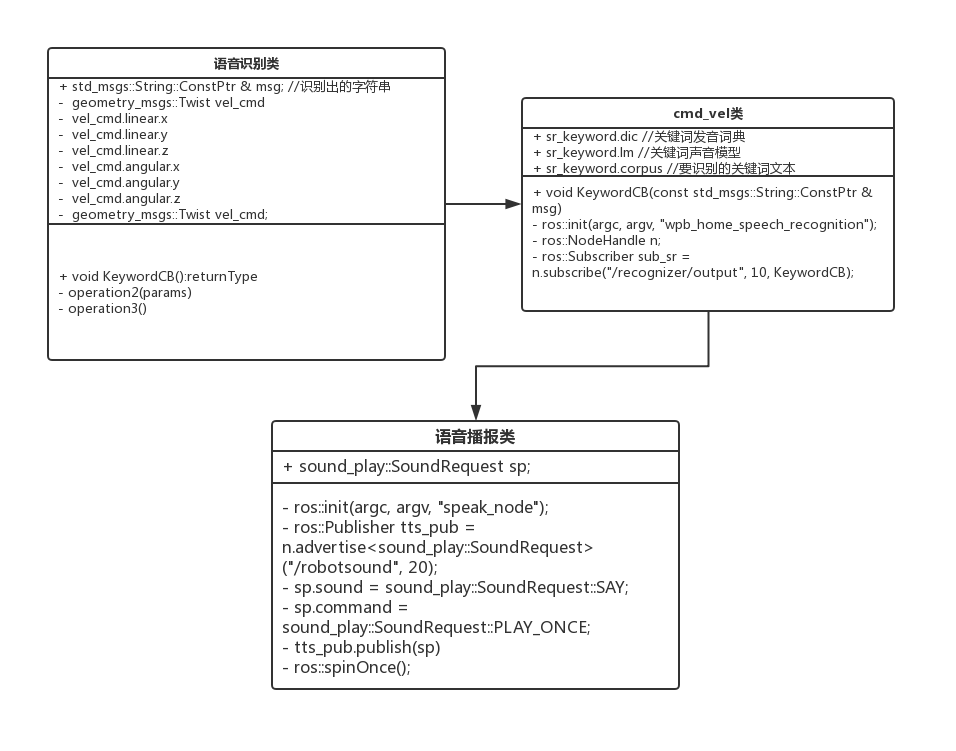 语音识别类
+ std_msgs::String::ConstPtr & msg; //识别出的字符串
- geometry_msgs::Twist vel_cmd
- vel_cmd.linear.x
- vel_cmd.linear.y
- vel_cmd.linear.z
- vel_cmd.angular.x
- vel_cmd.angular.y
- vel_cmd.angular.z
- geometry_msgs::Twist vel_cmd;
+ void KeywordCB():returnType
- operation2(params)
- operation3()
cmd_vel类
+ sr_keyword.dic //关键词发音词典
+ sr_keyword.lm //关键词声音模型
+ sr_keyword.corpus //要识别的关键词文本
+ void KeywordCB(const std_msgs::String::ConstPtr &
msg)
- ros::init(argc, argv, "wpb_home_speech_recognition");
- ros::NodeHandle n;
- ros::Subscriber sub_sr =
n.subscribe("/recognizer/output", 10, KeywordCB);
语音播报类
+ sound_play::SoundRequest sp;
- ros::init(argc, argv, "speak_node");
- ros::Publisher tts_pub =
n.advertise<sound_play::SoundRequest>
("/robotsound", 20);
- sp.sound = sound_play::SoundRequest::SAY;
- sp.command =
sound_play::SoundRequest::PLAY_ONCE;
- tts_pub.publish(sp)
- ros::spinOnce();